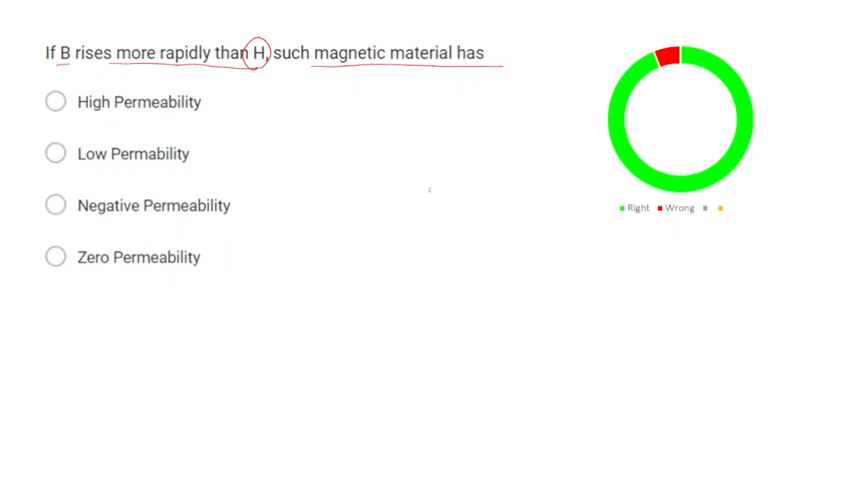 If B rises more rapidly than H, such magnetic material has
High Permeability
Low Permability
Negative Permeability
Zero Permeability
Right Wrong